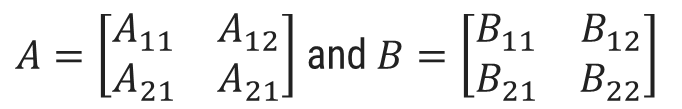 A = [A₁₁ A₁₂ A₂₁ A₂₁] and B = [B₁₁ B₁₂ B₂₁ B₂₂]